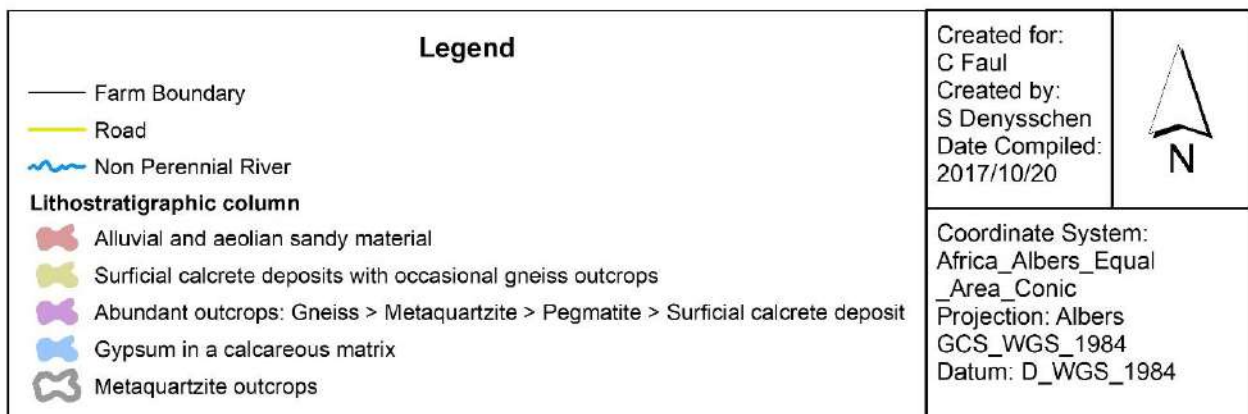 Legend
Farm Boundary
Road
Non Perennial River
Lithostratigraphic column
Alluvial and aeolian sandy material
Surficial calcrete deposits with occasional gneiss outcrops
Abundant outcrops: Gneiss > Metaquartzite > Pegmatite > Surficial calcrete deposit
Gypsum in a calcareous matrix
Metaquartzite outcrops
Created for:
C Faul
Created by:
S Denysschen
Date Compiled:
2017/10/20
N
Coordinate System:
Africa_Albers_Equal
_Area_Conic
Projection: Albers
GCS_WGS_1984
Datum: D_WGS_1984